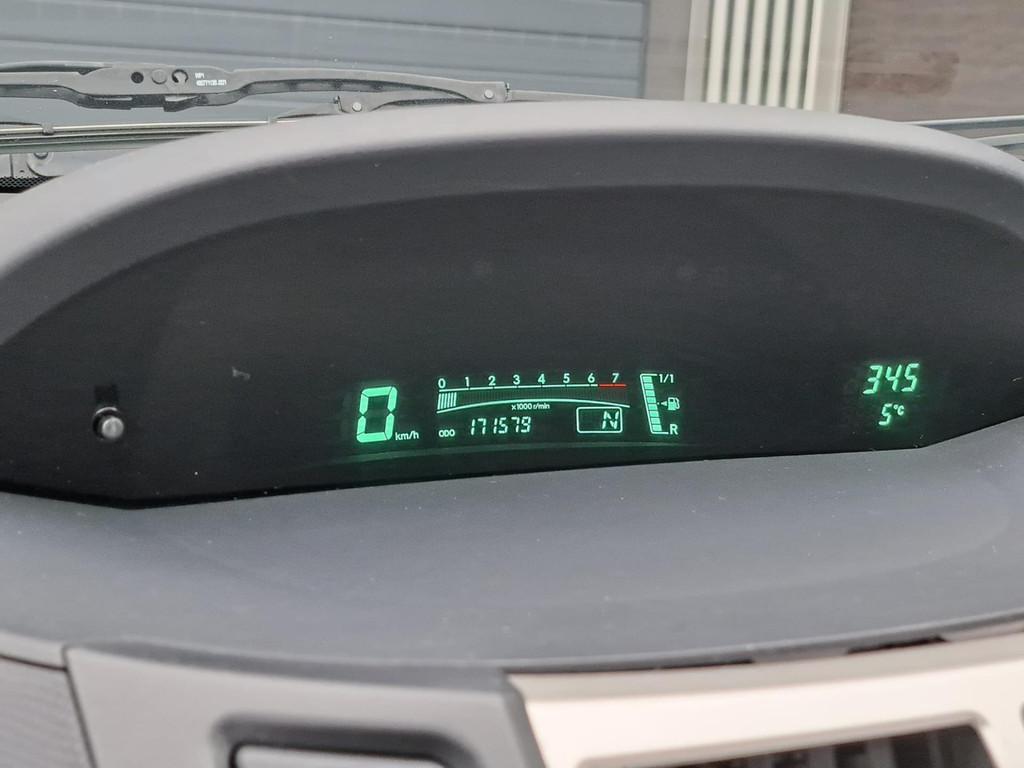 0 1 2 3 4 5 6 7
x1000 r/min
0 km/h
ODO 171579
N
1/1
R
345
5°C